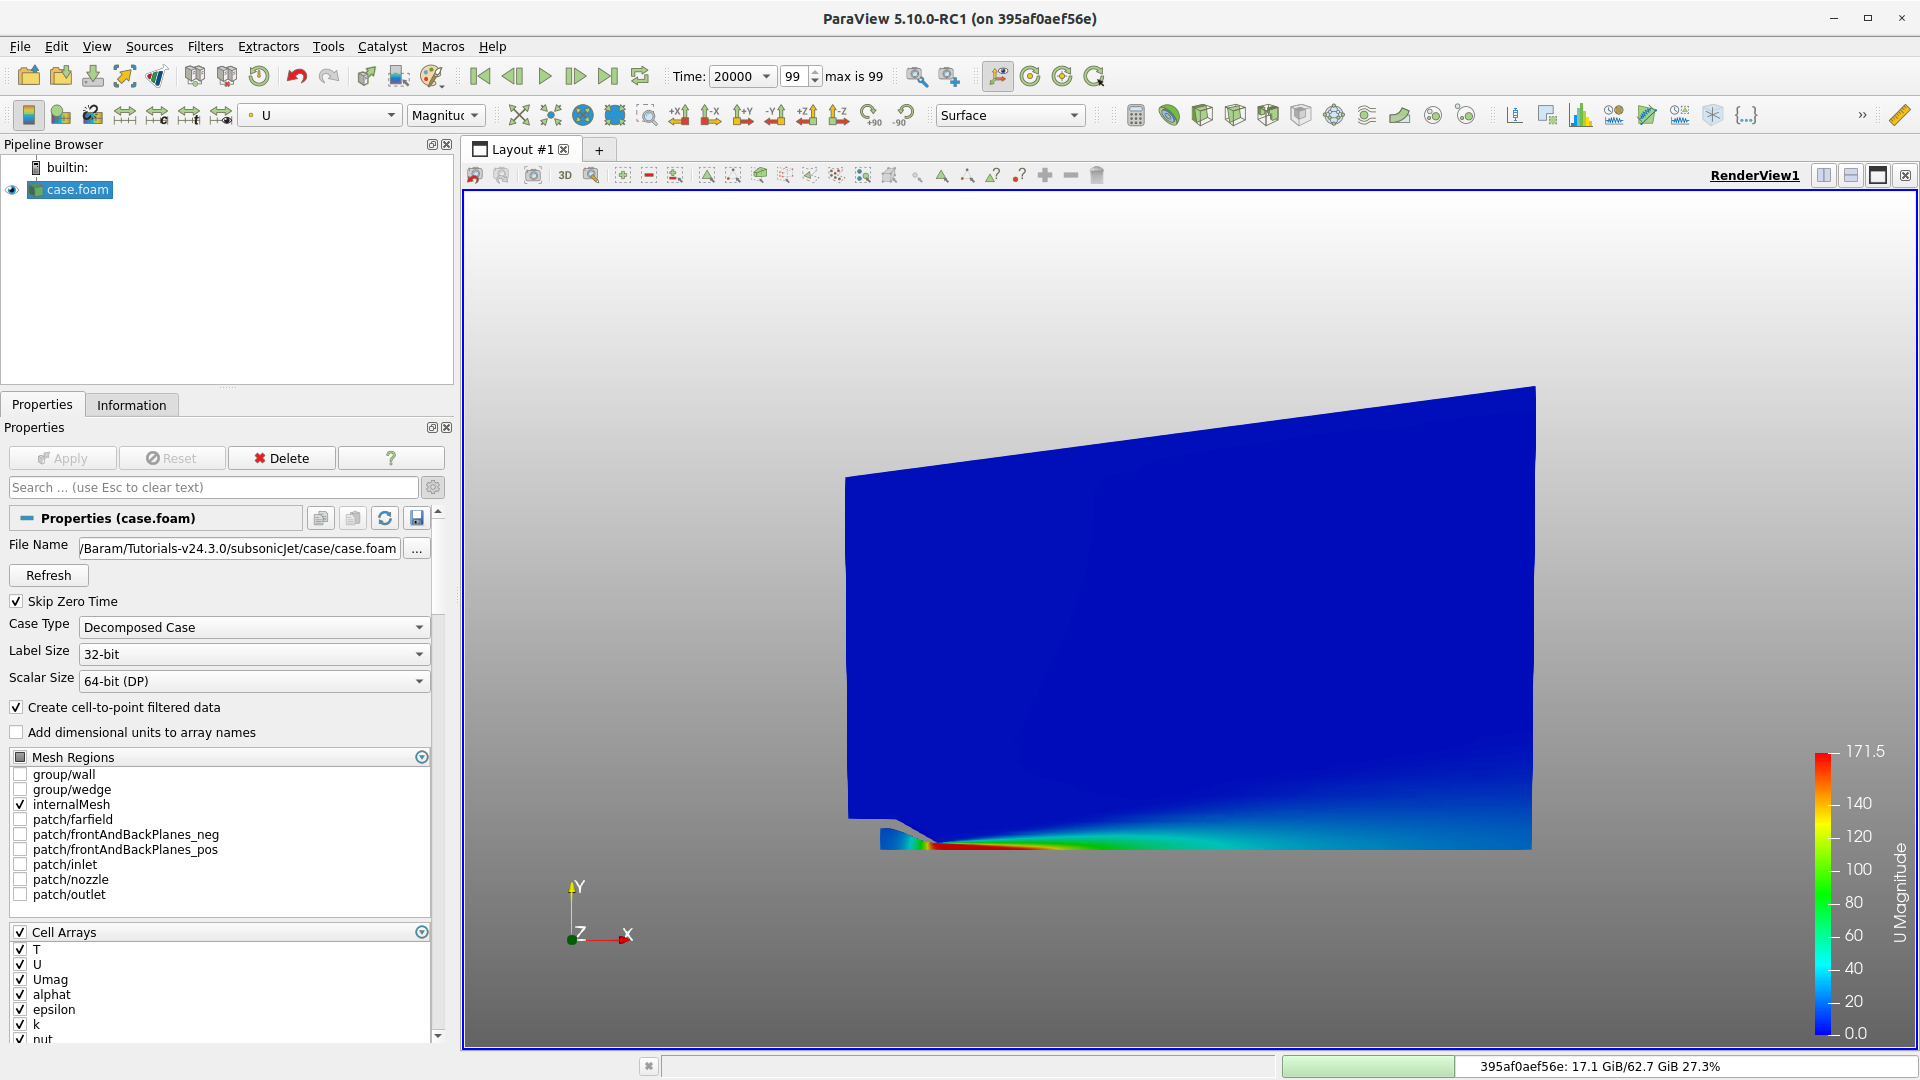 ParaView 5.10.0-RC1 (on 395af0aef56e)
File Edit View Sources Filters Extractors Tools Catalyst Macros Help
Time: 20000 99 max is 99
+X -X +Y -Y +Z -Z +90 -90
U Magnituc Surface
Pipeline Browser
builtin:
case.foam
Layout #1 +
3D RenderView1
Properties Information
Properties
Apply Reset Delete ?
Search ... (use Esc to clear text)
Properties (case.foam)
File Name /Baram/Tutorials-v24.3.0/subsonicJet/case/case.foam ...
Refresh
Skip Zero Time
Case Type Decomposed Case
Label Size 32-bit
Scalar Size 64-bit (DP)
Create cell-to-point filtered data
Add dimensional units to array names
Mesh Regions
group/wall
group/wedge
internalMesh
patch/farfield
patch/frontAndBackPlanes_neg
patch/frontAndBackPlanes_pos
patch/inlet
patch/nozzle
patch/outlet
Cell Arrays
T
U
Umag
alphat
epsilon
k
nut
Y
Z X
171.5
140
120
100
80
60
40
20
0.0
U Magnitude
395af0aef56e: 17.1 GiB/62.7 GiB 27.3%